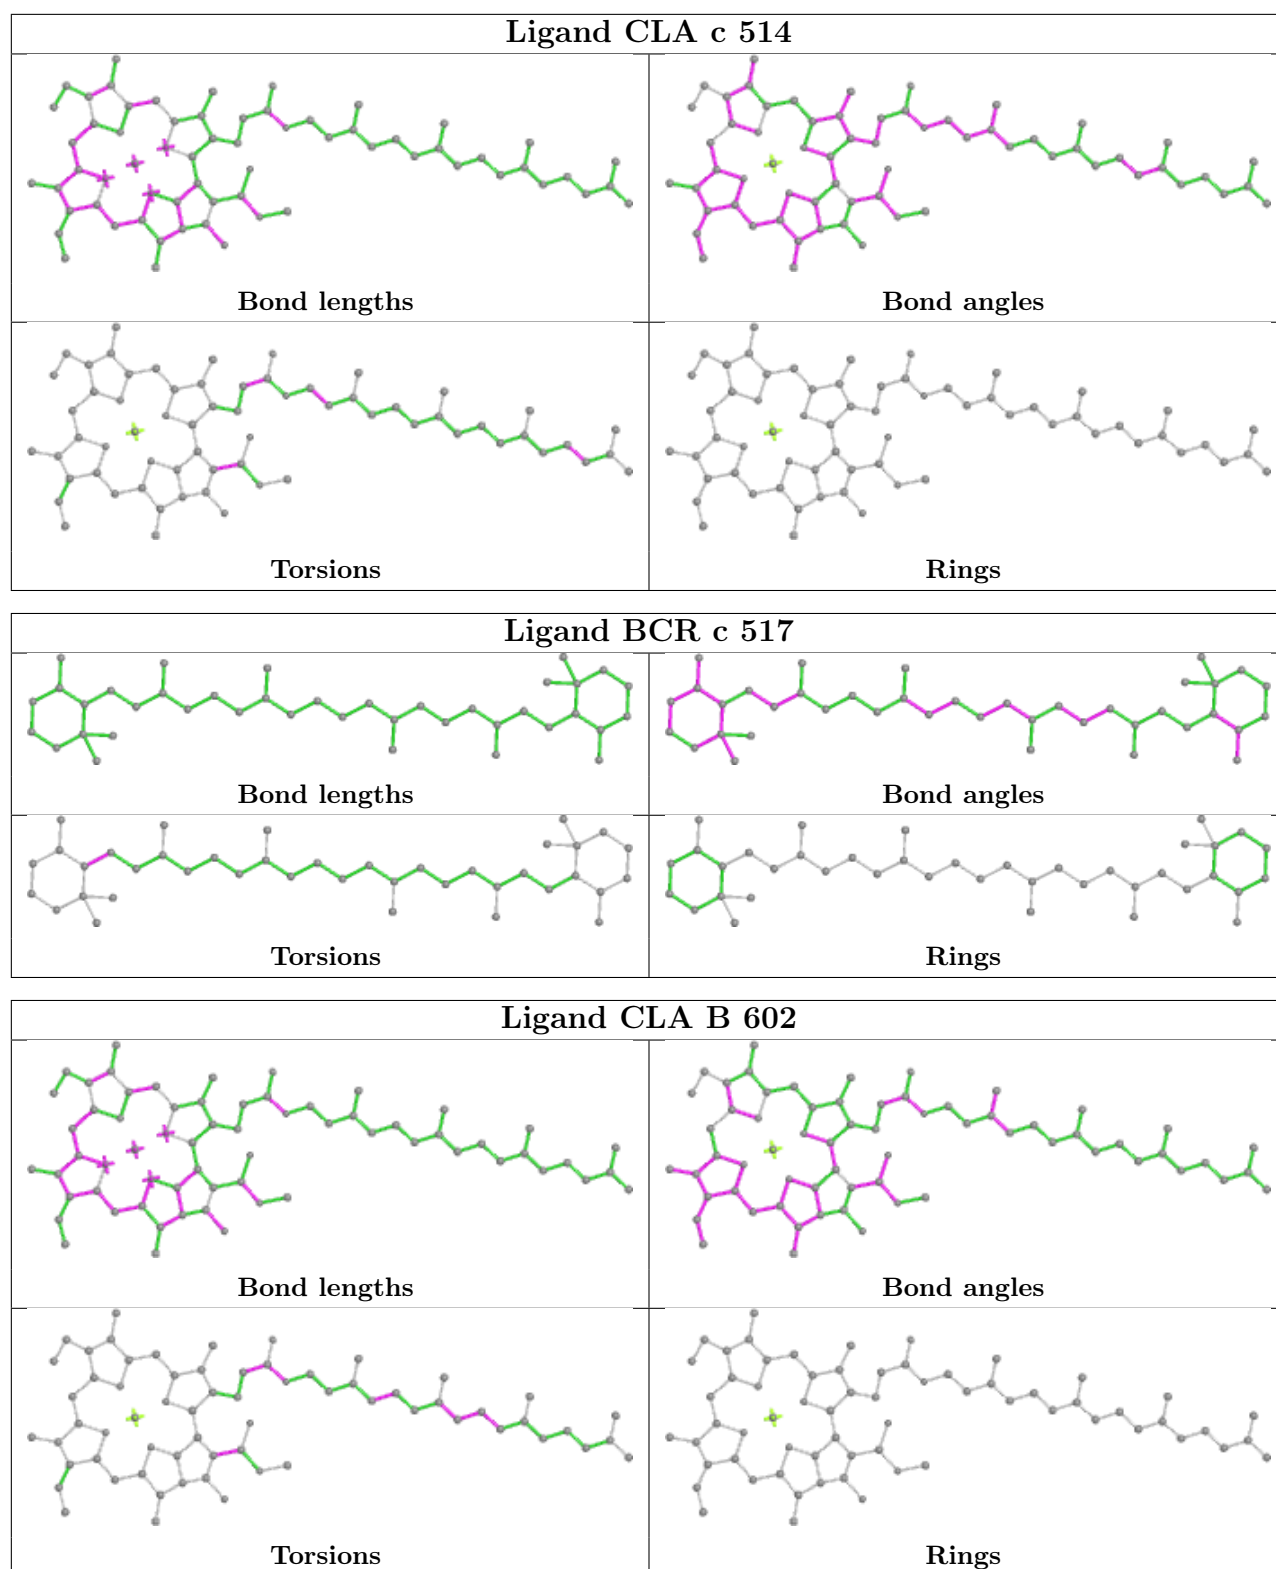 Ligand CLA c 514
Bond lengths
Bond angles
Torsions
Rings
Ligand BCR c 517
Bond lengths
Bond angles
Torsions
Rings
Ligand CLA B 602
Bond lengths
Bond angles
Torsions
Rings